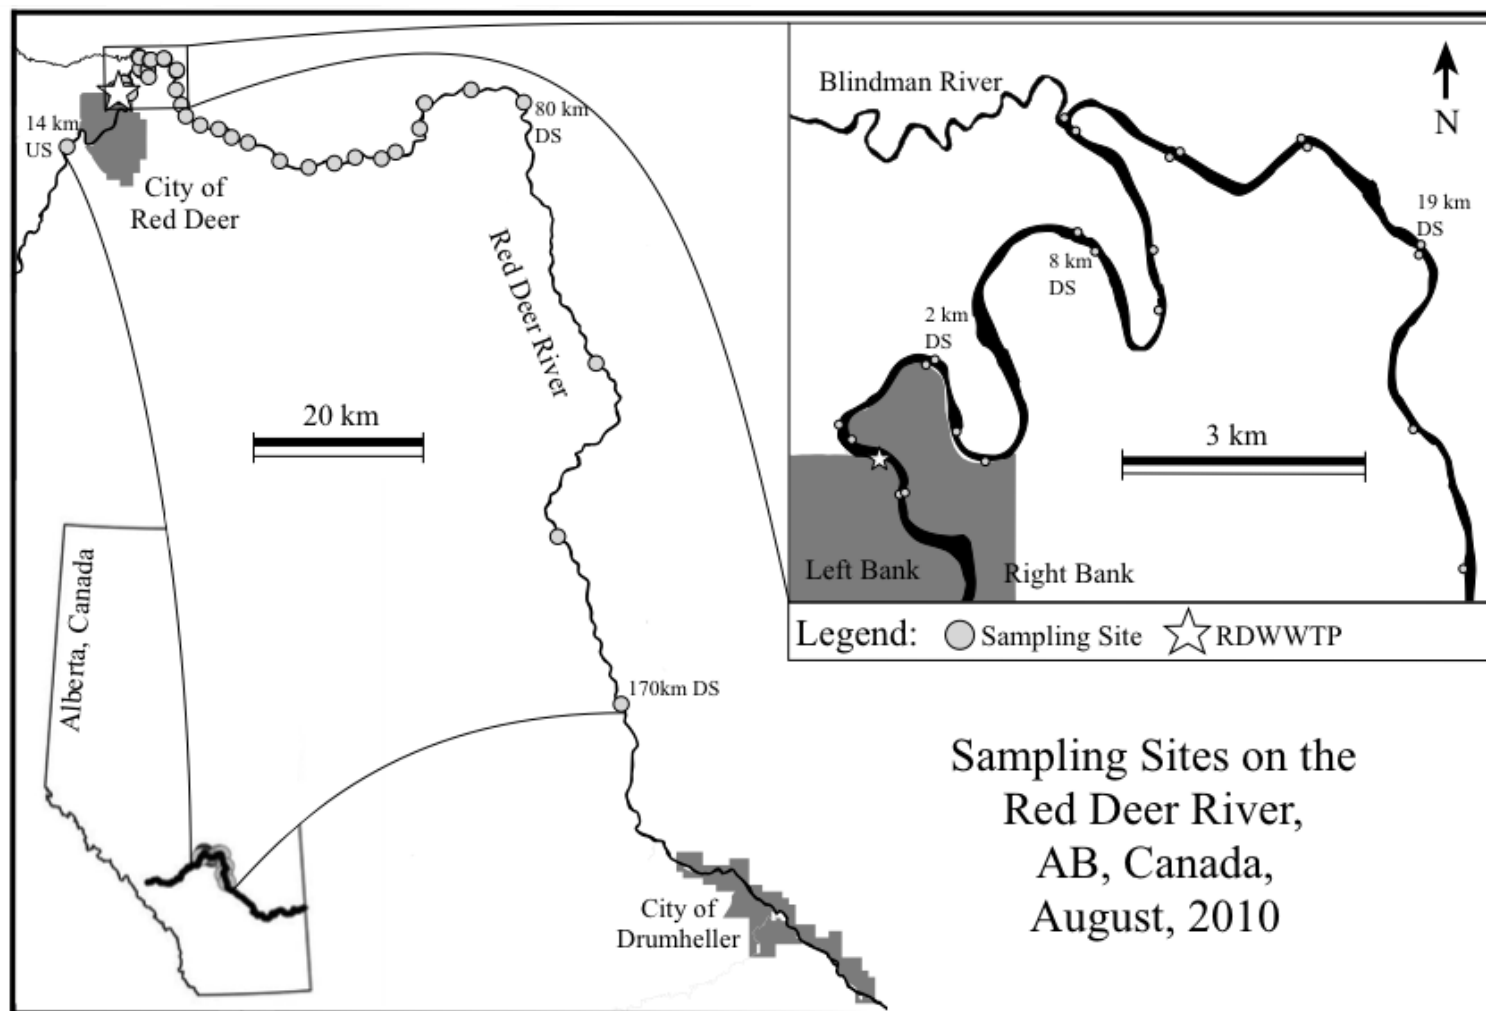 14 km
US
City of
Red Deer
80 km
DS
Red Deer River
20 km
Alberta, Canada
170km DS
City of
Drumheller
Blindman River
N
19 km
DS
8 km
DS
2 km
DS
3 km
Left Bank
Right Bank
Legend: Sampling Site RDWWTP
Sampling Sites on the
Red Deer River,
AB, Canada,
August, 2010